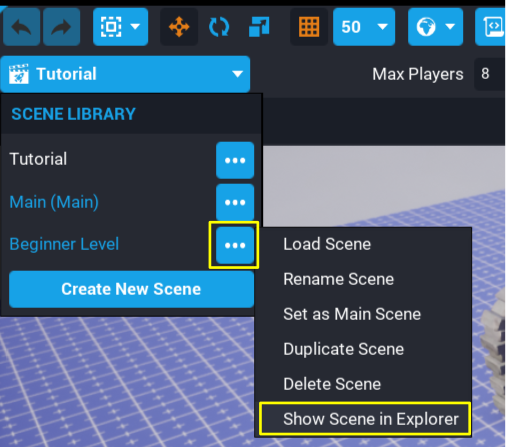 50
Tutorial
Max Players 8
SCENE LIBRARY
Tutorial
Main (Main)
Beginner Level
Create New Scene
Load Scene
Rename Scene
Set as Main Scene
Duplicate Scene
Delete Scene
Show Scene in Explorer